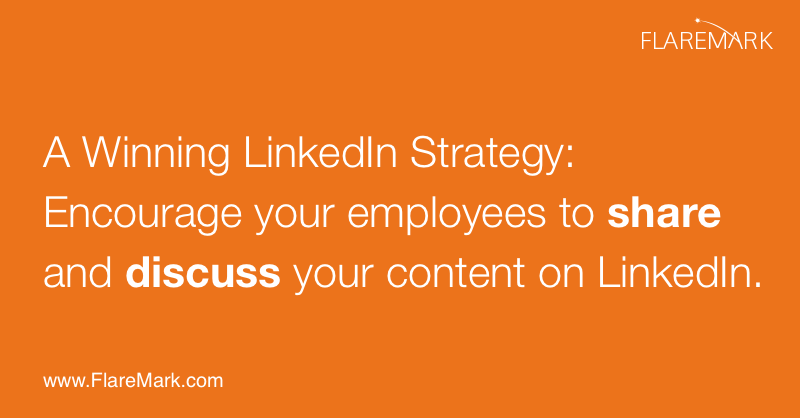 FLAREMARK
A Winning LinkedIn Strategy:
Encourage your employees to share
and discuss your content on LinkedIn.
www.FlareMark.com